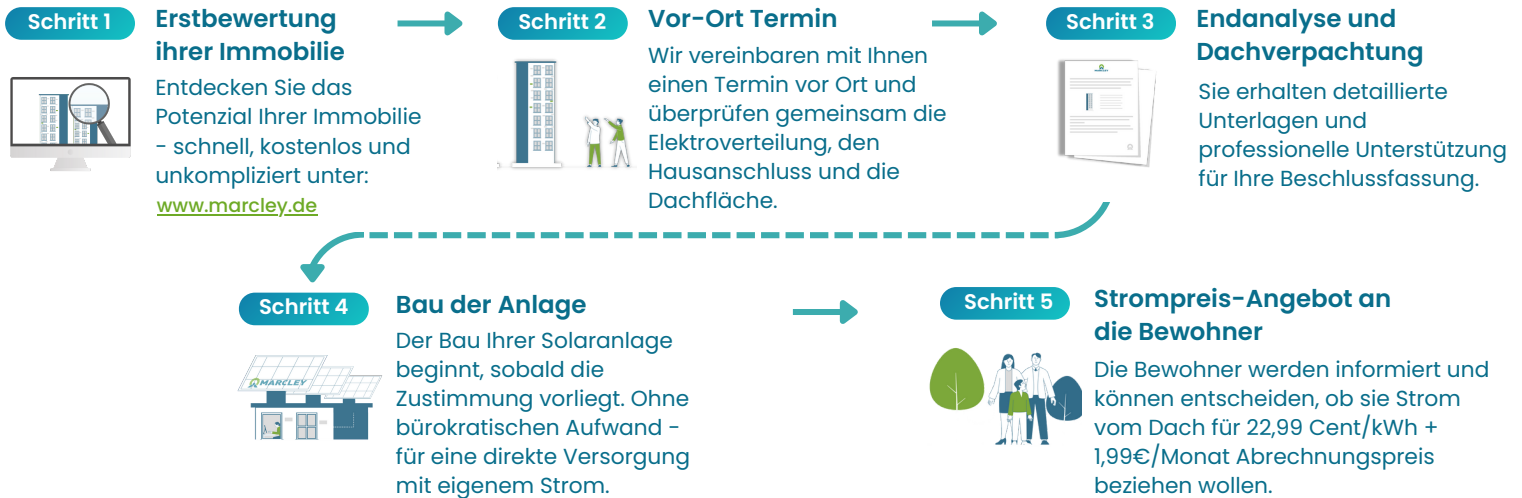 Schritt 1
Erstbewertung
ihrer Immobilie
Entdecken Sie das
Potenzial Ihrer Immobilie
- schnell, kostenlos und
unkompliziert unter:
www.marcley.de
Schritt 2
Vor-Ort Termin
Wir vereinbaren mit Ihnen
einen Termin vor Ort und
überprüfen gemeinsam die
Elektroverteilung, den
Hausanschluss und die
Dachfläche.
Schritt 3
Endanalyse und
Dachverpachtung
MARCLEY
Sie erhalten detaillierte
Unterlagen und
professionelle Unterstützung
für Ihre Beschlussfassung.
Schritt 4
Bau der Anlage
MARCLEY
Der Bau Ihrer Solaranlage
beginnt, sobald die
Zustimmung vorliegt. Ohne
bürokratischen Aufwand -
für eine direkte Versorgung
mit eigenem Strom.
Schritt 5
Strompreis-Angebot an
die Bewohner
Die Bewohner werden informiert und
können entscheiden, ob sie Strom
vom Dach für 22,99 Cent/kWh +
1,99€/Monat Abrechnungspreis
beziehen wollen.